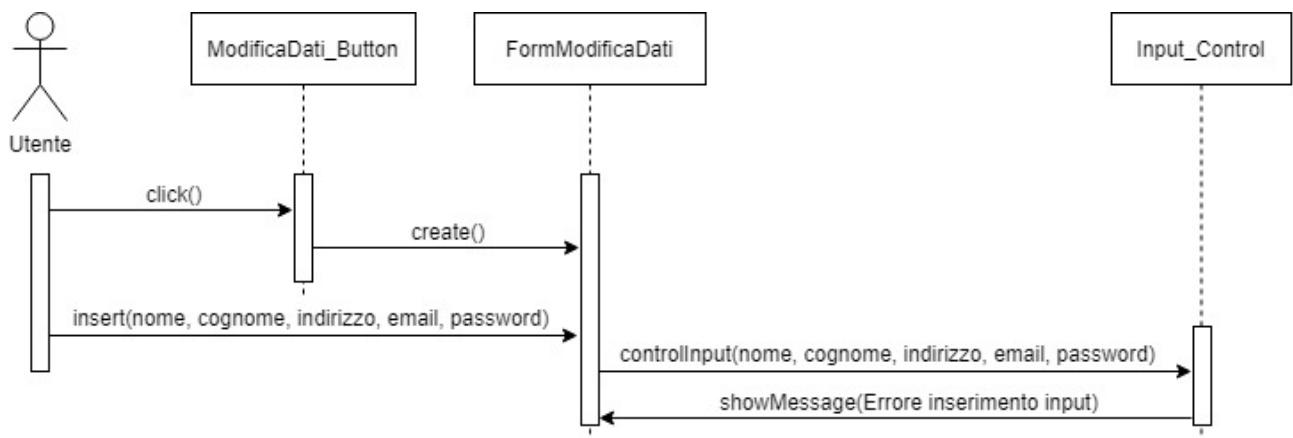 ModificaDati_Button
FormModificaDati
Input_Control
Utente
click()
create()
insert(nome, cognome, indirizzo, email, password)
controlInput(nome, cognome, indirizzo, email, password)
showMessage(Errore inserimento input)